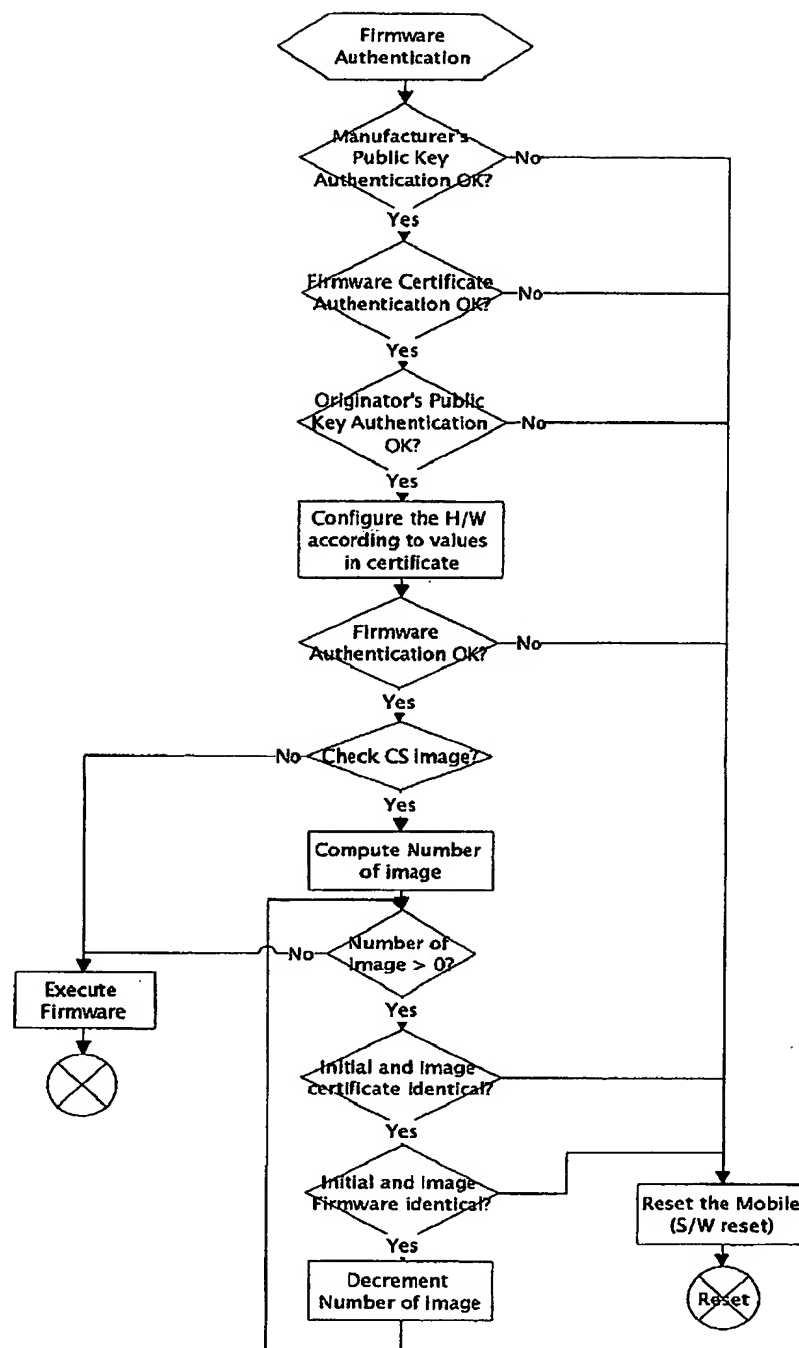 Firmware
Authentication
Manufacturer's
Public Key
Authentication OK?
No
Yes
Firmware Certificate
Authentication OK?
No
Yes
Originator's Public
Key Authentication
OK?
No
Yes
Configure the H/W
according to values
in certificate
Firmware
Authentication OK?
No
Yes
No
Check CS image?
Yes
Compute Number
of image
No
Number of
image > 0?
Execute
Firmware
Yes
Initial and Image
certificate identical?
Yes
Initial and Image
Firmware identical?
Reset the Mobile
(S/W reset)
Yes
Decrement
Number of image
Reset